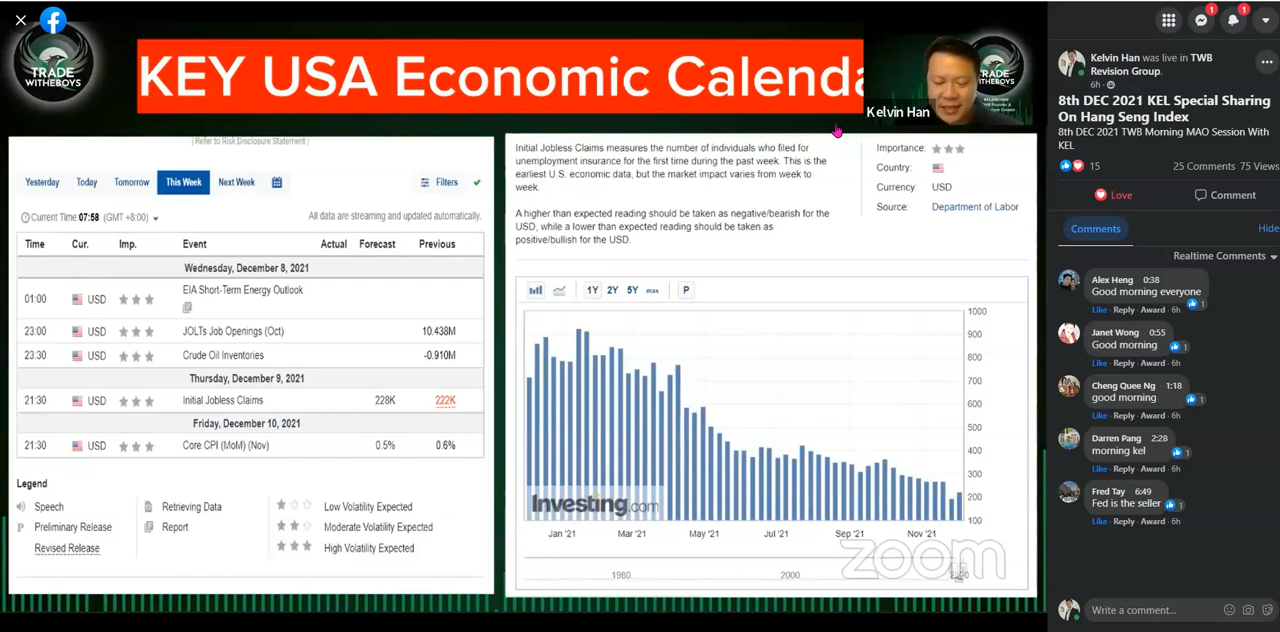 TRADE
WITHEBOYS
KEY USA Economic Calenda
Kelvin Han
| Refer to Risk Disclosure Statement |
Yesterday Today Tomorrow This Week Next Week Filters
Current Time: 07:58 (GMT +8:00) All data are streaming and updated automatically.
Time Cur. Imp. Event Actual Forecast Previous
Wednesday, December 8, 2021
01:00 USD EIA Short-Term Energy Outlook
23:00 USD JOLTs Job Openings (Oct) 10.438M
23:30 USD Crude Oil Inventories -0.910M
Thursday, December 9, 2021
21:30 USD Initial Jobless Claims 228K 222K
Friday, December 10, 2021
21:30 USD Core CPI (MoM) (Nov) 0.5% 0.6%
Legend
Speech Retrieving Data Low Volatility Expected
P Preliminary Release Report Moderate Volatility Expected
Revised Release High Volatility Expected
Initial Jobless Claims measures the number of individuals who filed for
unemployment insurance for the first time during the past week. This is the
earliest U.S. economic data, but the market impact varies from week to
week.
A higher than expected reading should be taken as negative/bearish for the
USD, while a lower than expected reading should be taken as
positive/bullish for the USD.
Importance:
Country:
Currency: USD
Source: Department of Labor
1Y 2Y 5Y max P
1000
900
800
700
600
500
400
300
200
100
Investing.com
Jan '21 Mar '21 May '21 Jul '21 Sep '21 Nov '21
zoom
1980 2000 2020
1 1
Kelvin Han was live in TWB
Revision Group.
6h
8th DEC 2021 KEL Special Sharing
On Hang Seng Index
8th DEC 2021 TWB Morning MAO Session With
KEL
15 25 Comments 75 Views
Love Comment
Comments Hide
Realtime Comments
Alex Heng 0:38
Good morning everyone
1
Like · Reply · Award · 6h
Janet Wong 0:55
Good morning
1
Like · Reply · Award · 6h
Cheng Quee Ng 1:18
good morning
1
Like · Reply · Award · 6h
Darren Pang 2:28
morning kel
1
Like · Reply · Award · 6h
Fred Tay 6:49
Fed is the seller
1
Like · Reply · Award · 6h
Write a comment...